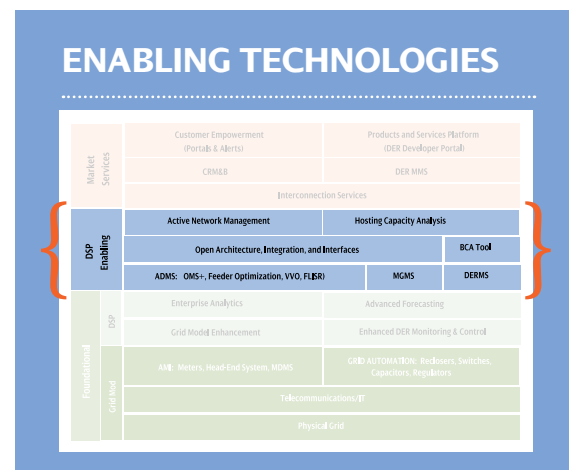 ENABLING TECHNOLOGIES
Market
Services
Customer Empowerment
(Portals & Alerts)
Products and Services Platform
(DER Developer Portal)
CRM&B
DER MMS
Interconnection Services
DSP
Enabling
Active Network Management
Hosting Capacity Analysis
Open Architecture, Integration, and Interfaces
BCA Tool
ADMS: OMS+, Feeder Optimization, VVO, FLISR)
MGMS
DERMS
Foundational
DSP
Enterprise Analytics
Advanced Forecasting
Grid Model Enhancement
Enhanced DER Monitoring & Control
Grid Mod
AMI: Meters, Head-End System, MDMS
GRID AUTOMATION: Reclosers, Switches,
Capacitors, Regulators
Telecommunications/IT
Physical Grid